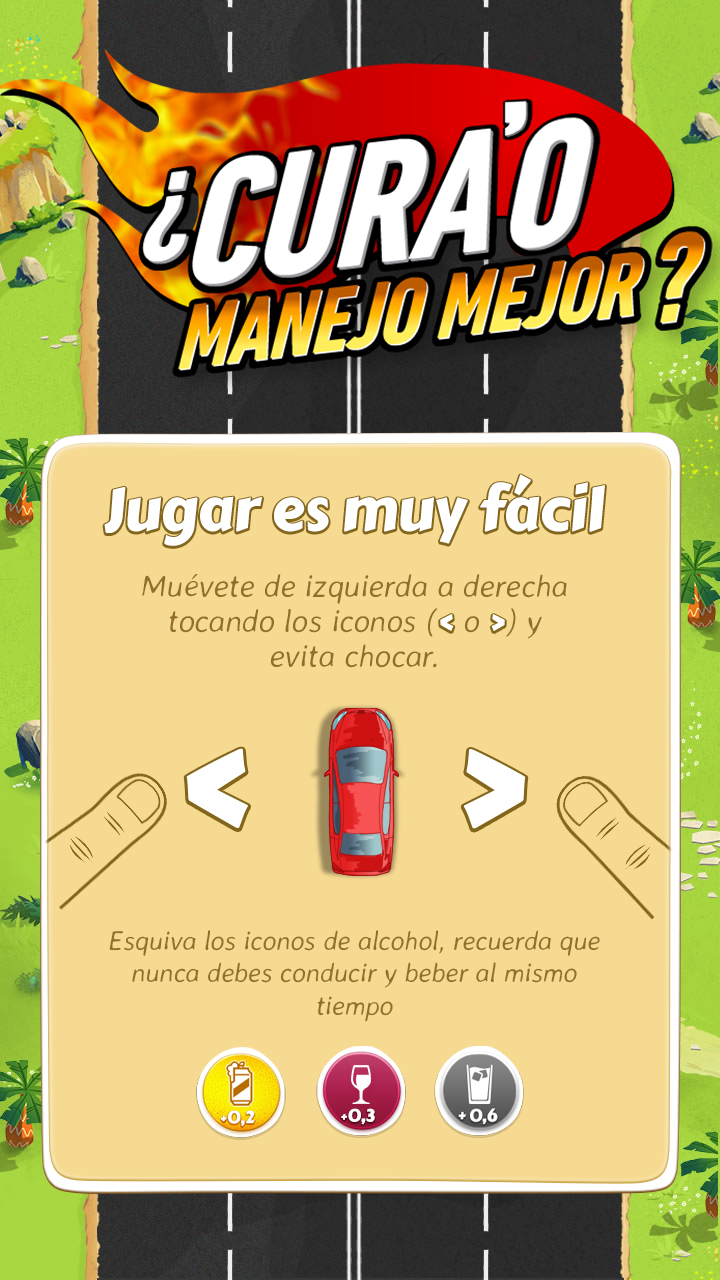 ¿CURA'O
MANEJO MEJOR?
Jugar es muy fácil
Muévete de izquierda a derecha
tocando los iconos (< o >) y
evita chocar.
< >
Esquiva los iconos de alcohol, recuerda que
nunca debes conducir y beber al mismo
tiempo
+0,2 +0,3 +0,6